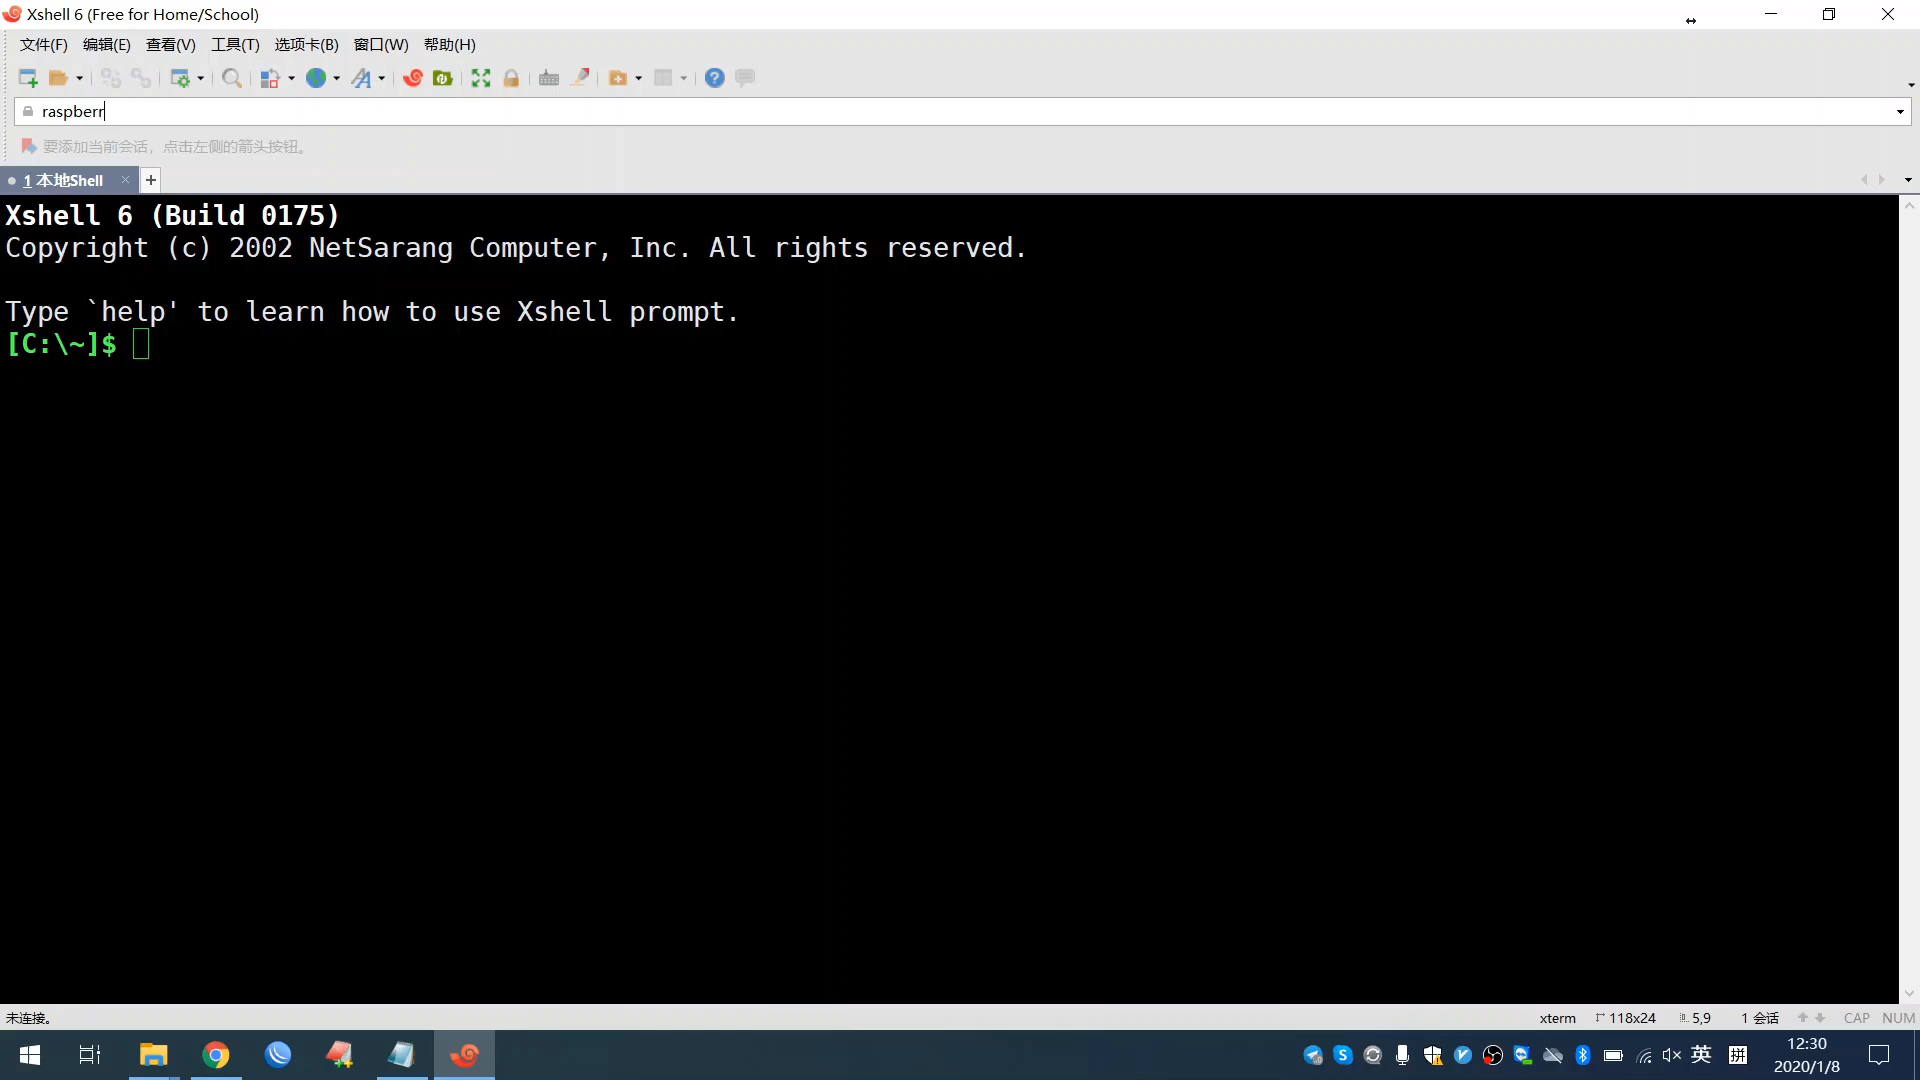 Xshell 6 (Free for Home/School)
文件(F) 编辑(E) 查看(V) 工具(T) 选项卡(B) 窗口(W) 帮助(H)
raspberr
要添加当前会话，点击左侧的箭头按钮。
1 本地Shell
Xshell 6 (Build 0175)
Copyright (c) 2002 NetSarang Computer, Inc. All rights reserved.
Type `help' to learn how to use Xshell prompt.
[C:\~]$
未连接。 xterm 118x24 5,9 1 会话 CAP NUM
英 拼 12:30
2020/1/8